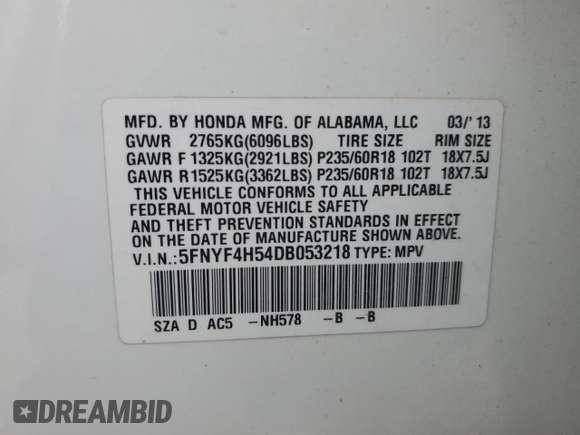 MFD. BY HONDA MFG. OF ALABAMA, LLC 03/'13
GVWR 2765KG(6096LBS) TIRE SIZE RIM SIZE
GAWR F 1325KG(2921LBS) P235/60R18 102T 18X7.5J
GAWR R1525KG(3362LBS) P235/60R18 102T 18X7.5J
THIS VEHICLE CONFORMS TO ALL APPLICABLE
FEDERAL MOTOR VEHICLE SAFETY
AND THEFT PREVENTION STANDARDS IN EFFECT
ON THE DATE OF MANUFACTURE SHOWN ABOVE.
V.I.N.:5FNYF4H54DB053218 TYPE: MPV
SZA D AC5 -NH578 -B -B
DREAMBID